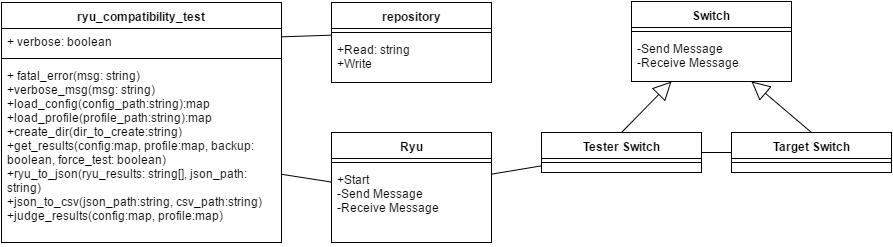 ryu_compatibility_test
+ verbose: boolean
+ fatal_error(msg: string)
+verbose_msg(msg: string)
+load_config(config_path:string):map
+load_profile(profile_path:string):map
+create_dir(dir_to_create:string)
+get_results(config:map, profile:map, backup:
boolean, force_test: boolean)
+ryu_to_json(ryu_results: string[], json_path:
string)
+json_to_csv(json_path:string, csv_path:string)
+judge_results(config:map, profile:map)
repository
+Read: string
+Write
Ryu
+Start
-Send Message
-Receive Message
Switch
-Send Message
-Receive Message
Tester Switch
Target Switch